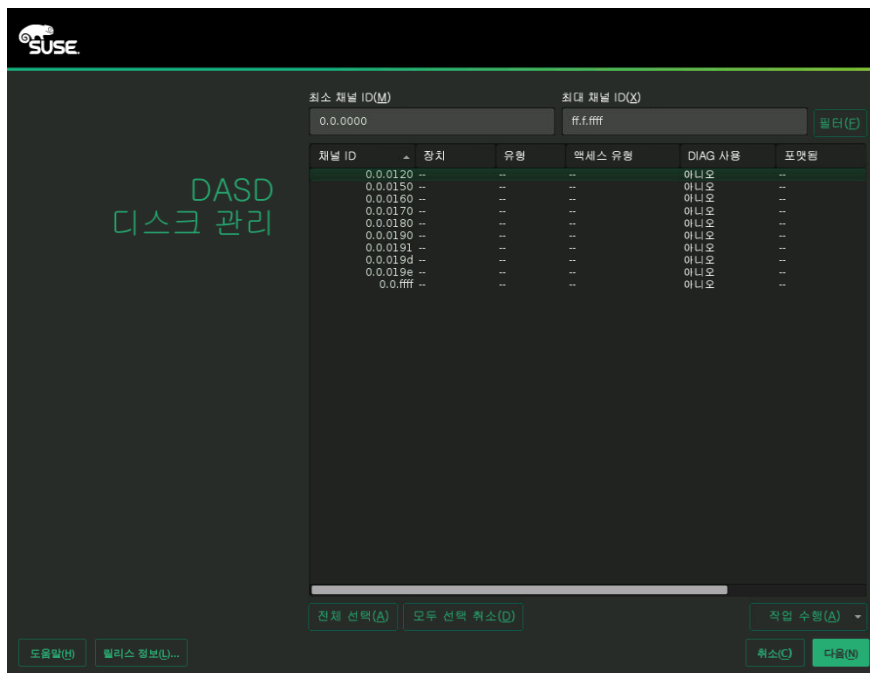 SUSE.
최소 채널 ID(M) 최대 채널 ID(X)
0.0.0000 ff.f.ffff 필터(F)
채널 ID 장치 유형 액세스 유형 DIAG 사용 포맷됨
0.0.0120 -- -- -- 아니오 --
0.0.0150 -- -- -- 아니오 --
0.0.0160 -- -- -- 아니오 --
0.0.0170 -- -- -- 아니오 --
0.0.0180 -- -- -- 아니오 --
0.0.0190 -- -- -- 아니오 --
0.0.0191 -- -- -- 아니오 --
0.0.019d -- -- -- 아니오 --
0.0.019e -- -- -- 아니오 --
0.0.ffff -- -- -- 아니오 --
DASD
디스크 관리
전체 선택(A) 모두 선택 취소(D) 작업 수행(A)
도움말(H) 릴리스 정보(L)... 취소(C) 다음(N)